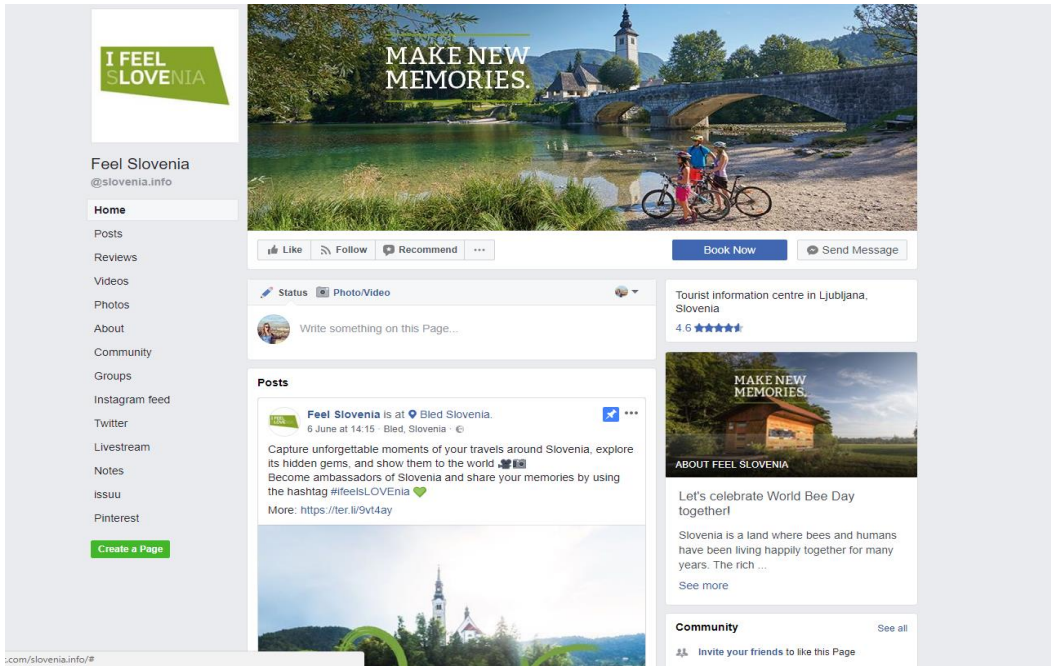 I FEEL
SLOVENIA
MAKE NEW
MEMORIES.
Feel Slovenia
@slovenia.info
Home
Posts
Reviews
Videos
Photos
About
Community
Groups
Instagram feed
Twitter
Livestream
Notes
issuu
Pinterest
Create a Page
Like Follow Recommend ...
Book Now Send Message
Status Photo/Video
Write something on this Page...
Posts
Feel Slovenia is at Bled Slovenia.
6 June at 14:15 · Bled, Slovenia ·
Capture unforgettable moments of your travels around Slovenia, explore
its hidden gems, and show them to the world
Become ambassadors of Slovenia and share your memories by using
the hashtag #ifeelsLOVEnia
More: https://ter.li/9vt4ay
Tourist information centre in Ljubljana,
Slovenia
4.6
MAKE NEW
MEMORIES.
ABOUT FEEL SLOVENIA
Let's celebrate World Bee Day
together!
Slovenia is a land where bees and humans
have been living happily together for many
years. The rich ...
See more
Community See all
Invite your friends to like this Page
.com/slovenia.info/#